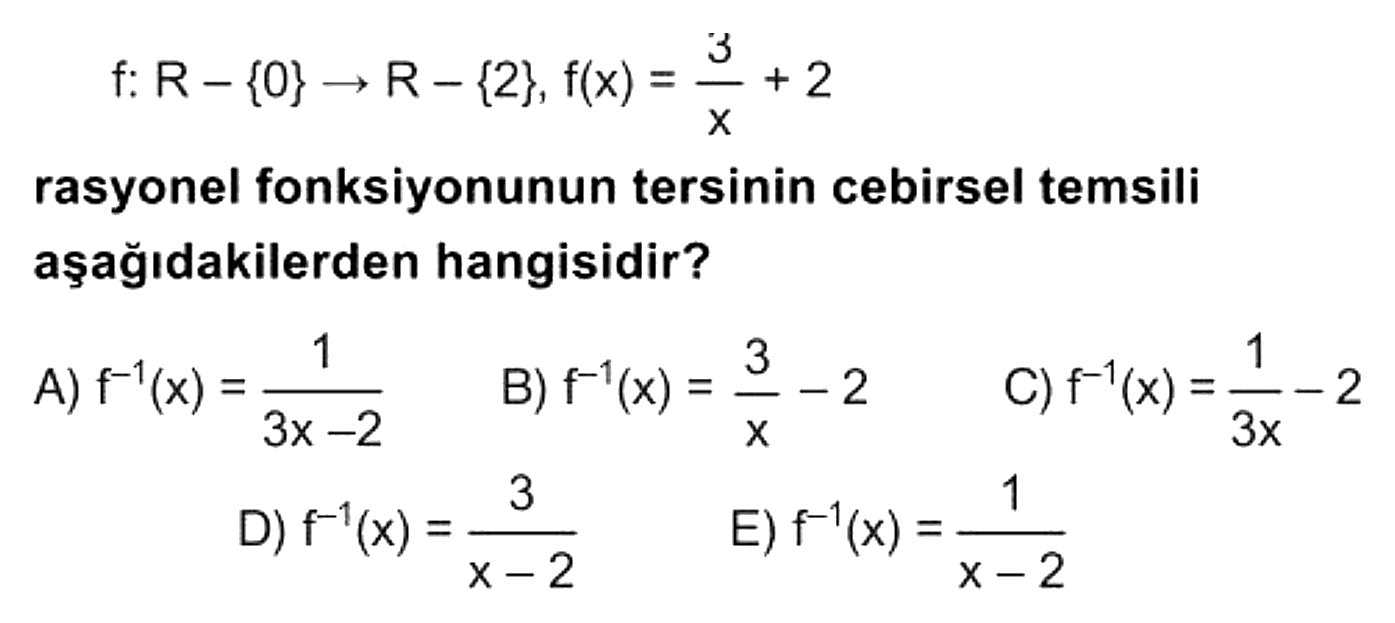 f: R – {0} → R – {2}, f(x) = 3/x + 2
rasyonel fonksiyonunun tersinin cebirsel temsili
aşağıdakilerden hangisidir?
A) f⁻¹(x) = 1/(3x –2) B) f⁻¹(x) = 3/x – 2 C) f⁻¹(x) = 1/3x – 2
D) f⁻¹(x) = 3/(x – 2) E) f⁻¹(x) = 1/(x – 2)